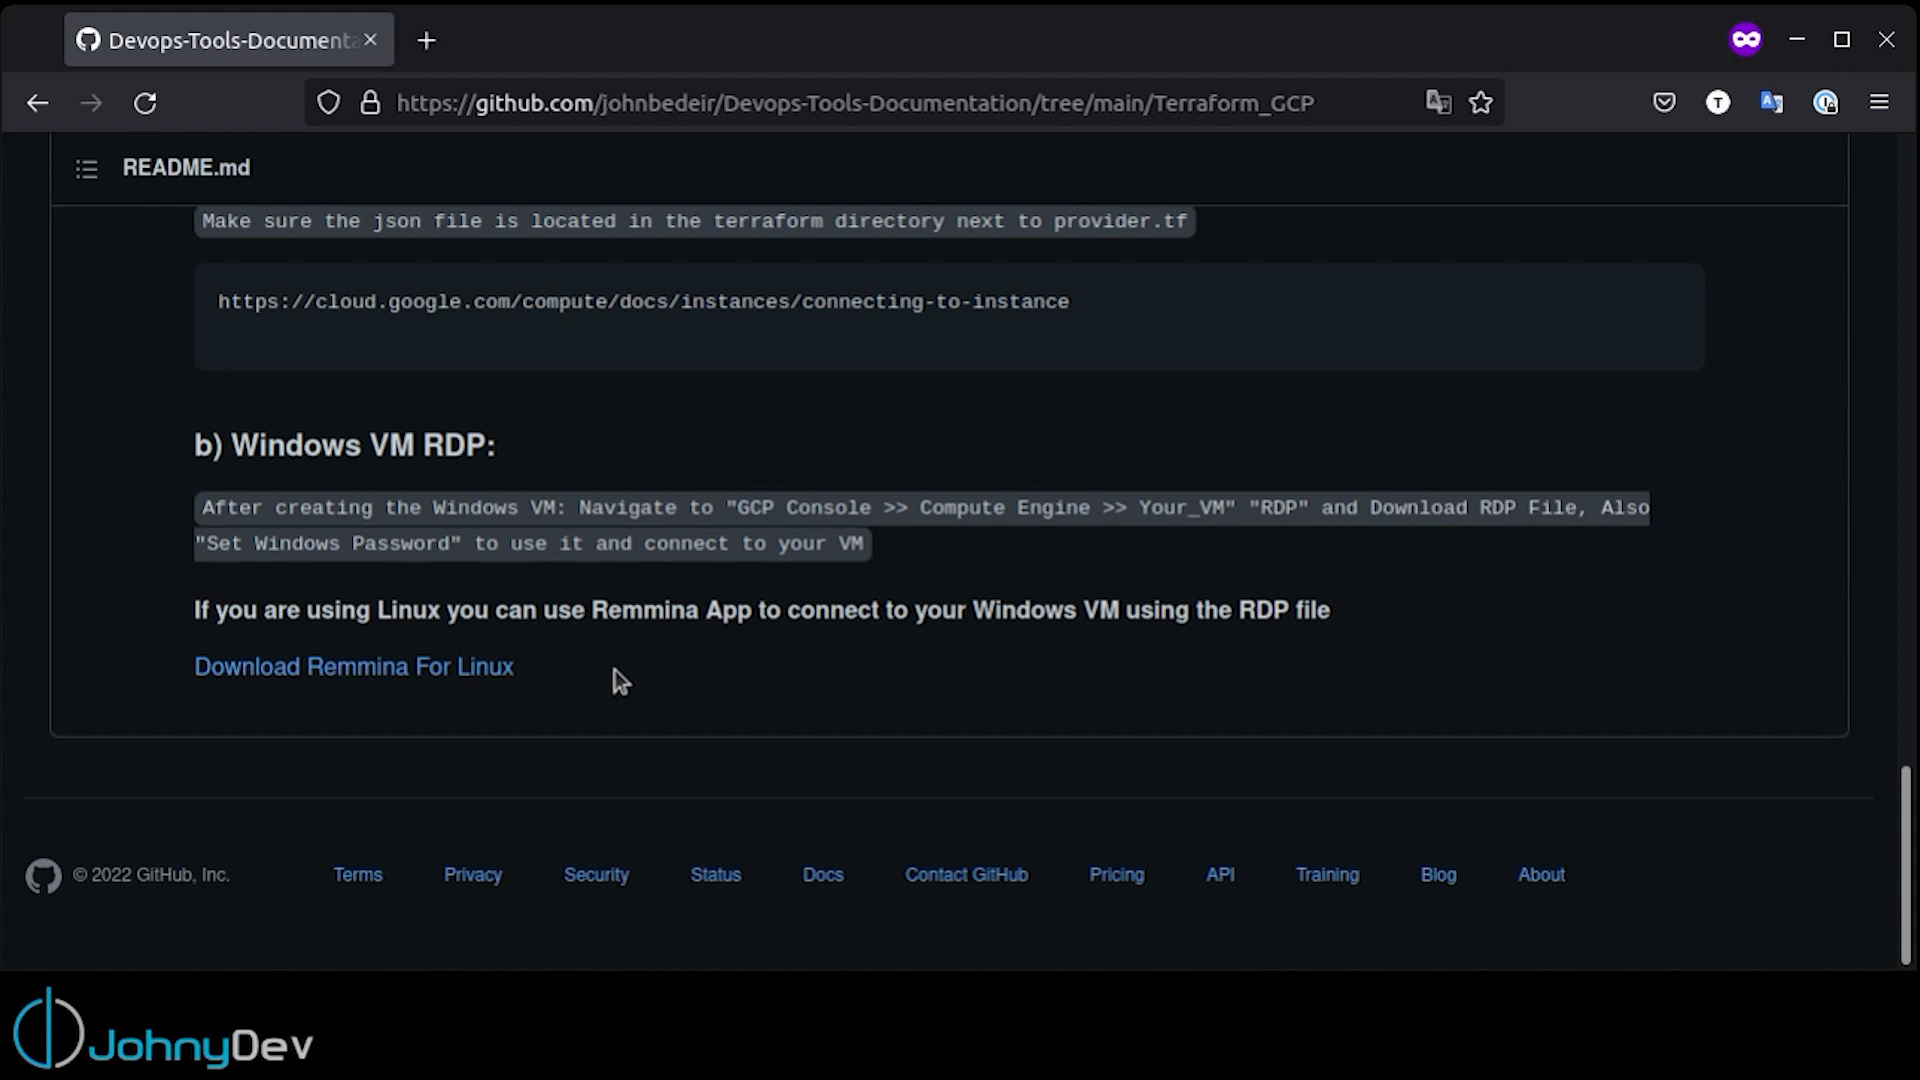 Devops-Tools-Documenta
https://github.com/johnbedeir/Devops-Tools-Documentation/tree/main/Terraform_GCP
T
README.md
Make sure the json file is located in the terraform directory next to provider.tf
https://cloud.google.com/compute/docs/instances/connecting-to-instance
b) Windows VM RDP:
After creating the Windows VM: Navigate to "GCP Console >> Compute Engine >> Your_VM" "RDP" and Download RDP File, Also
"Set Windows Password" to use it and connect to your VM
If you are using Linux you can use Remmina App to connect to your Windows VM using the RDP file
Download Remmina For Linux
© 2022 GitHub, Inc. Terms Privacy Security Status Docs Contact GitHub Pricing API Training Blog About
JohnyDev